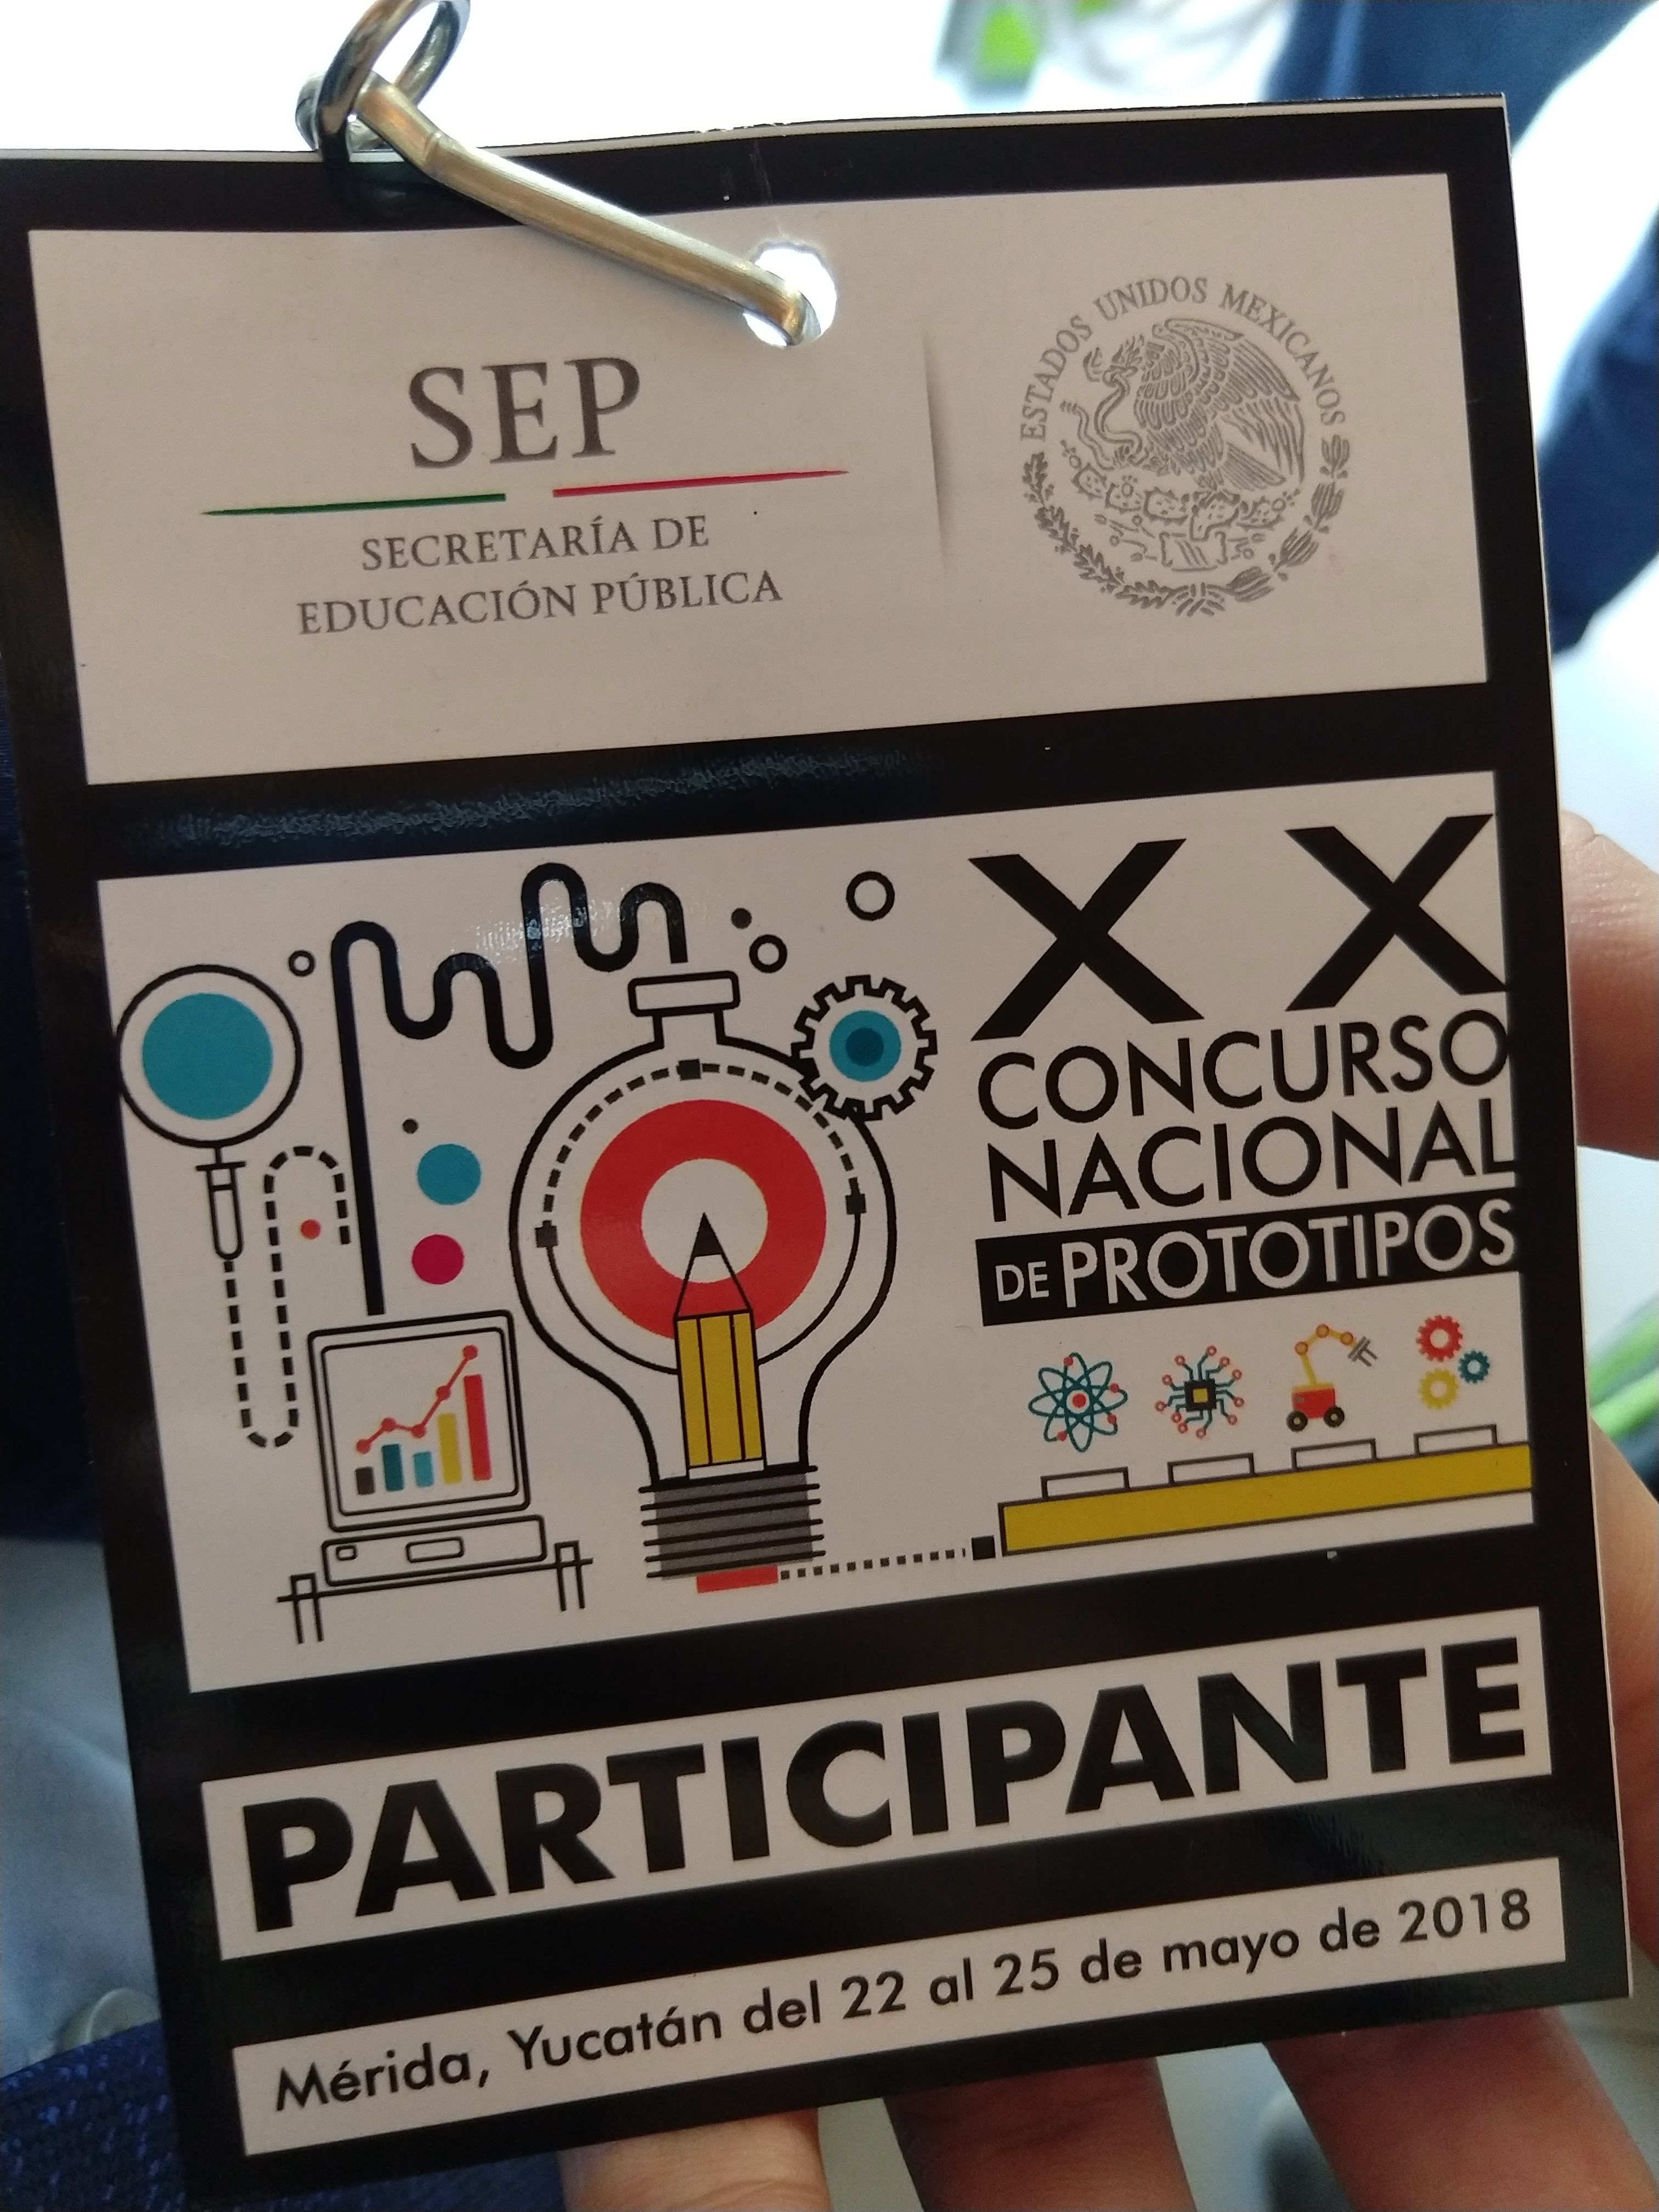 SEP
SECRETARÍA DE
EDUCACIÓN PÚBLICA
ESTADOS UNIDOS MEXICANOS
XX
CONCURSO
NACIONAL
DE PROTOTIPOS
PARTICIPANTE
Mérida, Yucatán del 22 al 25 de mayo de 2018